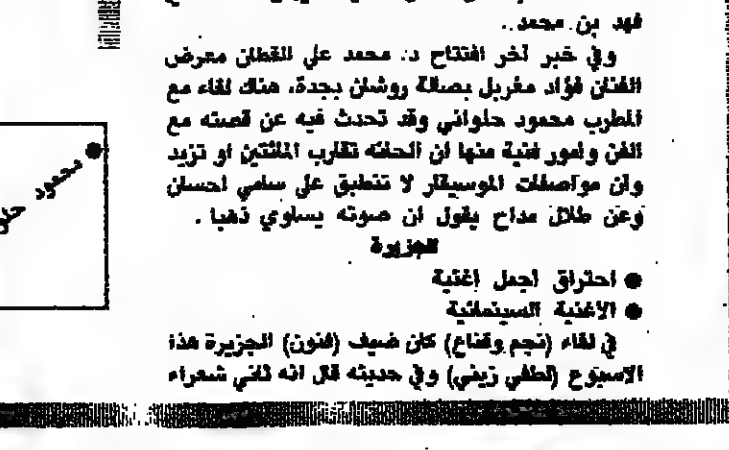 فهد بن محمد..
وفي خبر آخر افتتاح د. محمد علي القطان معرض
الفنان فؤاد مغربل بصالة روشان بجدة، هناك لقاء مع
المطرب محمود حلواني وقد تحدث فيه عن قصته مع
الفن وأمور فنية منها ان الحانه تقارب المائتين او تزيد
وان مواصفات الموسيقار لا تنطبق على سامي احسان
وعن طلال مداح يقول ان صوته يساوي ذهبا.
الجزيرة
● احتراق اجمل اغنية
● الاغنية السينمائية
في لقاء (نجم وقناع) كان ضيف (فنون) الجزيرة هذا
الاسبوع (لطفي زيني) وفي حديثه قال انه ثاني شعراء
● محمود